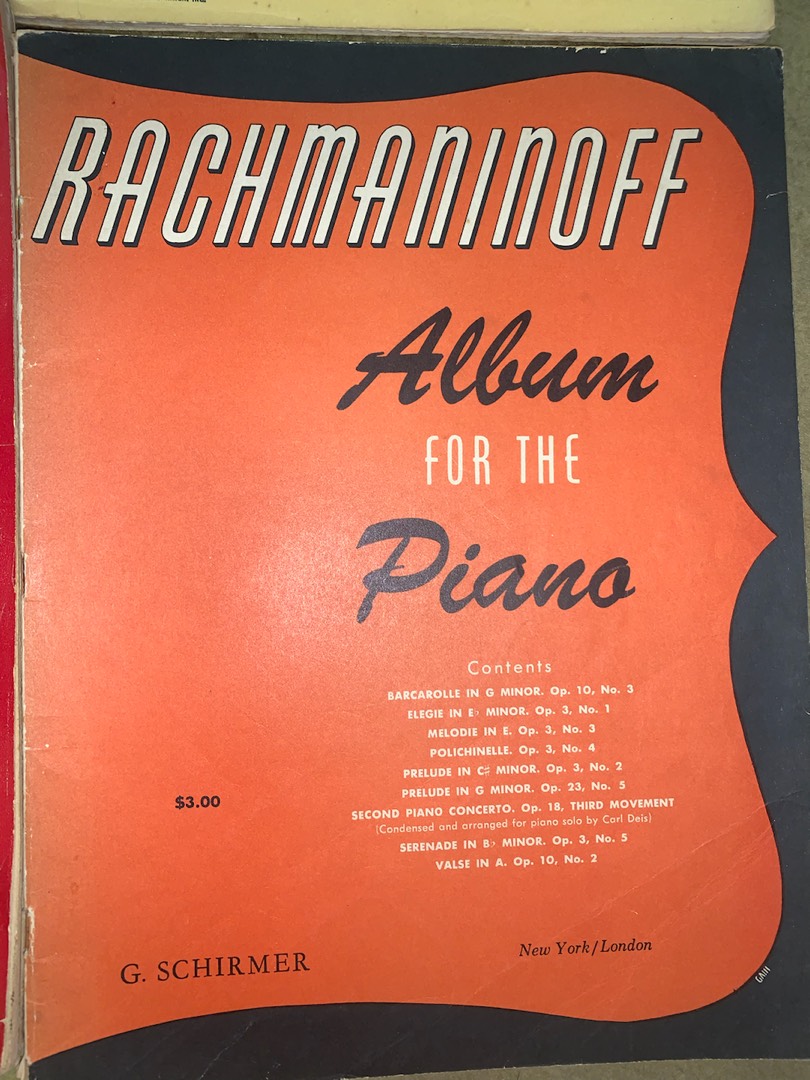 RACHMANINOFF
Album
FOR THE
Piano
Contents
BARCAROLLE IN G MINOR. Op. 10, No. 3
ELEGIE IN E♭ MINOR. Op. 3, No. 1
MELODIE IN E. Op. 3, No. 3
POLICHINELLE. Op. 3, No. 4
PRELUDE IN C♯ MINOR. Op. 3, No. 2
PRELUDE IN G MINOR. Op. 23, No. 5
SECOND PIANO CONCERTO. Op. 18, THIRD MOVEMENT
(Condensed and arranged for piano solo by Carl Deis)
SERENADE IN B♭ MINOR. Op. 3, No. 5
VALSE IN A. Op. 10, No. 2
$3.00
G. SCHIRMER
New York/London